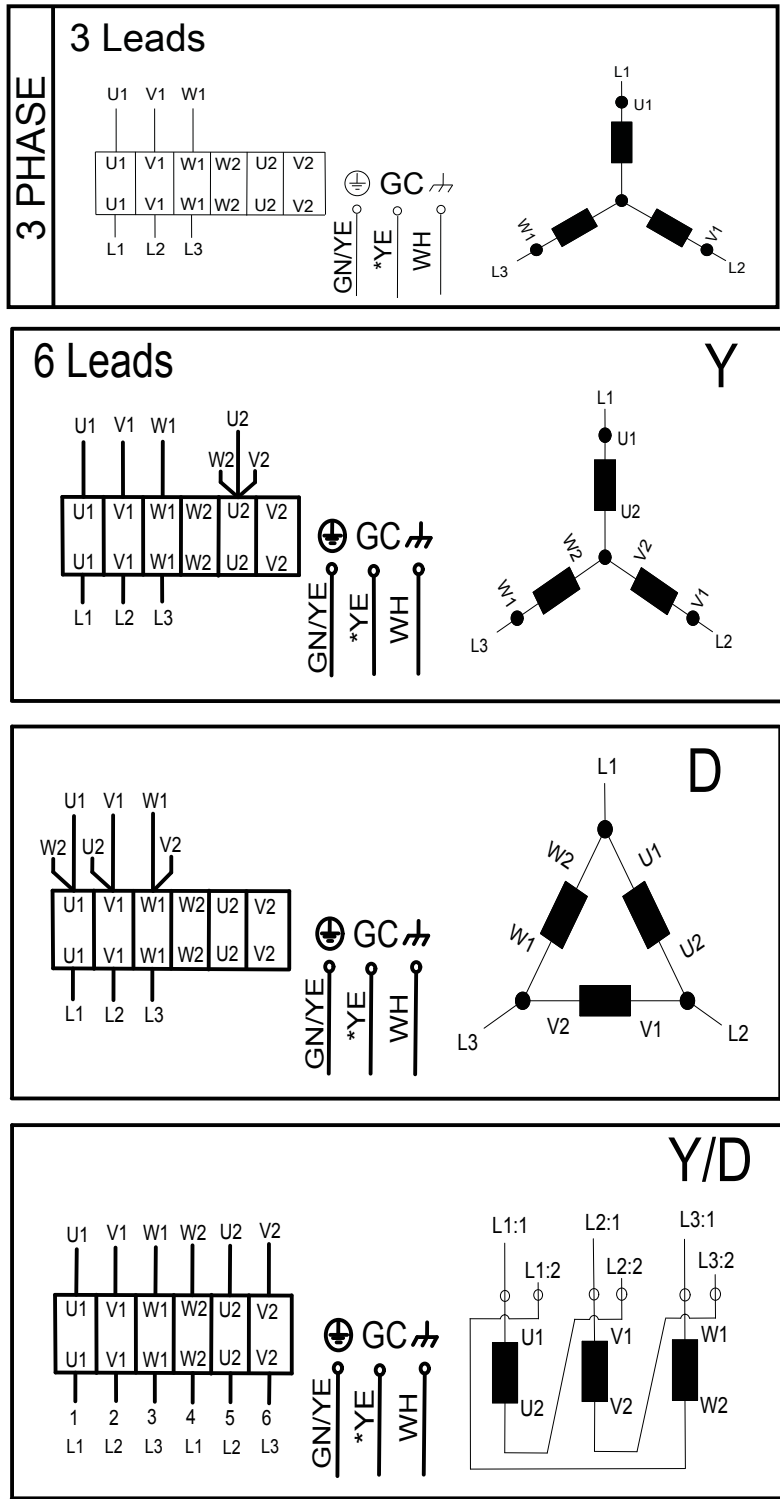 3 PHASE
3 Leads
U1 V1 W1
U1 V1 W1 W2 U2 V2
U1 V1 W1 W2 U2 V2
L1 L2 L3
GC
GN/YE *YE WH
L1
U1
W1 V1
L3 L2
6 Leads
Y
U1 V1 W1 U2
W2 V2
U1 V1 W1 W2 U2 V2
U1 V1 W1 W2 U2 V2
L1 L2 L3
GC
GN/YE *YE WH
L1
U1
U2
W2 V2
W1 V1
L3 L2
D
U1 V1 W1
W2 U2 V2
U1 V1 W1 W2 U2 V2
U1 V1 W1 W2 U2 V2
L1 L2 L3
GC
GN/YE *YE WH
L1
W2 U1
W1 U2
V2 V1
L3 L2
Y/D
U1 V1 W1 W2 U2 V2
U1 V1 W1 W2 U2 V2
U1 V1 W1 W2 U2 V2
1 2 3 4 5 6
L1 L2 L3 L1 L2 L3
GC
GN/YE *YE WH
L1:1 L2:1 L3:1
L1:2 L2:2 L3:2
U1 V1 W1
U2 V2 W2